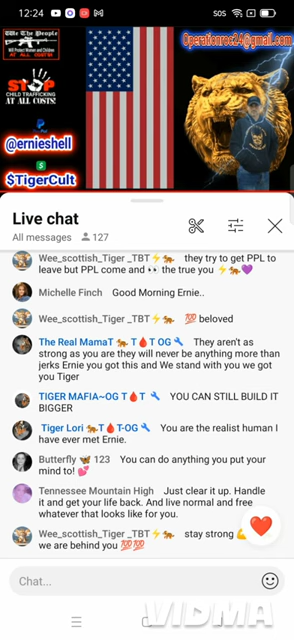 12:24
SOS
We The People
Will Protect Women and Children
AT ALL COSTS!
Operationroc24@gmail.com
STOP
CHILD TRAFFICKING
AT ALL COSTS!
@ernieshell
$TigerCult
Live chat
All messages 127
Wee_scottish_Tiger _TBT⚡🐅 they try to get PPL to
leave but PPL come and 👀 the true you ⚡🐅💜
Michelle Finch Good Morning Ernie..
Wee_scottish_Tiger _TBT⚡🐅 💯 beloved
The Real MamaT 🐅 T🩸T OG 🔧 They aren't as
strong as you are they will never be anything more than
jerks Ernie you got this and We stand with you we got
you Tiger
TIGER MAFIA~OG T🩸T 🔧 YOU CAN STILL BUILD IT
BIGGER
Tiger Lori 🐅T🩸T-OG 🔧 You are the realist human I
have ever met Ernie.
Butterfly 🦋 123 You can do anything you put your
mind to! 💕
Tennessee Mountain High Just clear it up. Handle
it and get your life back. And live normal and free
whatever that looks like for you.
Wee_scottish_Tiger _TBT⚡🐅 stay strong 💪
we are behind you 💯💯
Chat...
VIDMA